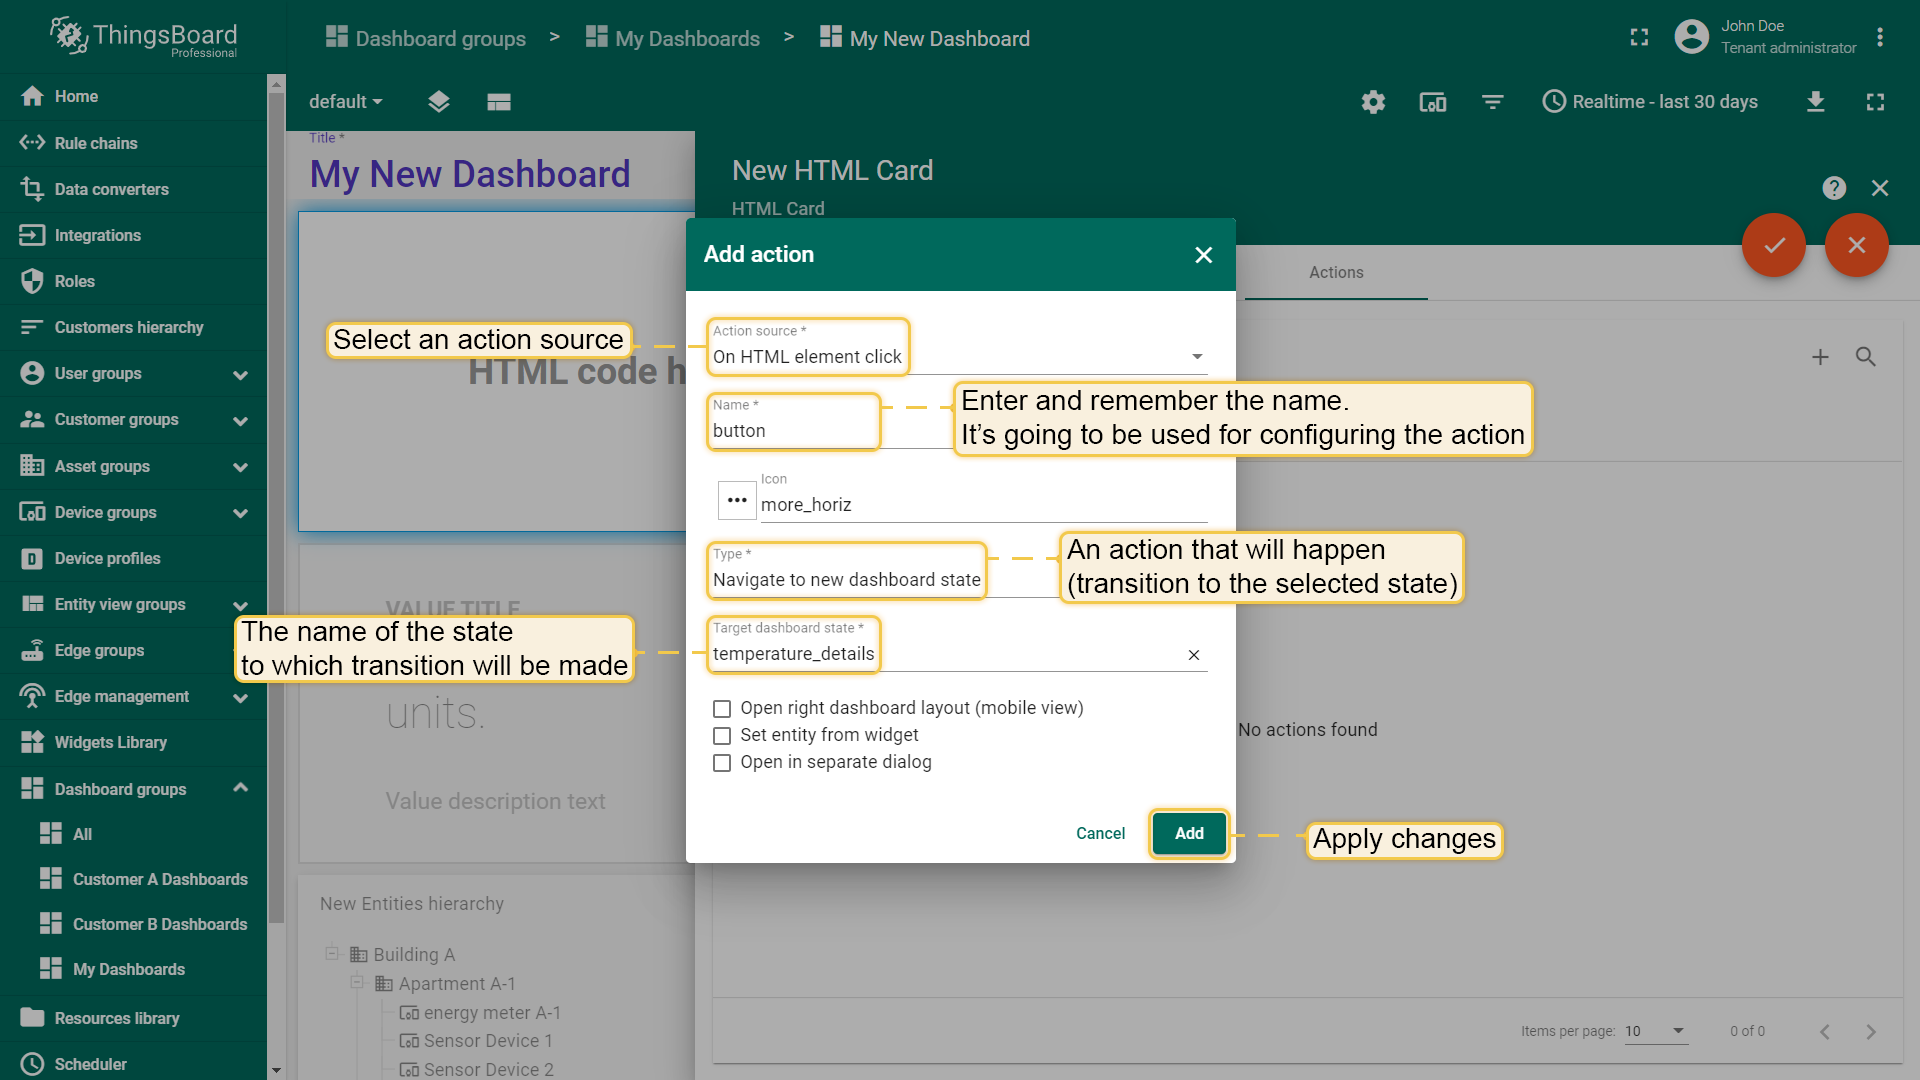 ThingsBoard
Professional
Dashboard groups > My Dashboards > My New Dashboard
John Doe
Tenant administrator
Home
Rule chains
Data converters
Integrations
Roles
Customers hierarchy
User groups
Customer groups
Asset groups
Device groups
Device profiles
Entity view groups
Edge groups
Edge management
Widgets Library
Dashboard groups
All
Customer A Dashboards
Customer B Dashboards
My Dashboards
Resources library
Scheduler
default
Realtime - last 30 days
Title *
My New Dashboard
HTML code h
VALUE TITLE
units.
Value description text
New Entities hierarchy
Building A
Apartment A-1
energy meter A-1
Sensor Device 1
Sensor Device 2
New HTML Card
HTML Card
Actions
No actions found
Items per page: 10
0 of 0
Add action
Action source *
On HTML element click
Name *
button
Icon
more_horiz
Type *
Navigate to new dashboard state
Target dashboard state *
temperature_details
Open right dashboard layout (mobile view)
Set entity from widget
Open in separate dialog
Cancel
Add
Select an action source
Enter and remember the name.
It's going to be used for configuring the action
An action that will happen
(transition to the selected state)
The name of the state
to which transition will be made
Apply changes